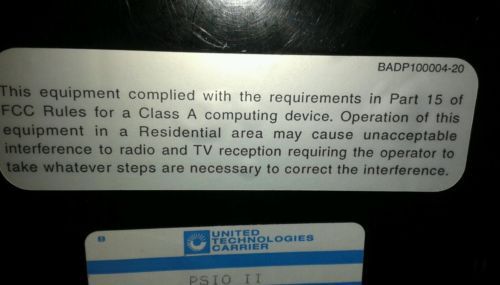 BADP100004-20
This equipment complied with the requirements in Part 15 of
FCC Rules for a Class A computing device. Operation of this
equipment in a Residential area may cause unacceptable
interference to radio and TV reception requiring the operator to
take whatever steps are necessary to correct the interference.
UNITED
TECHNOLOGIES
CARRIER
PSIO II